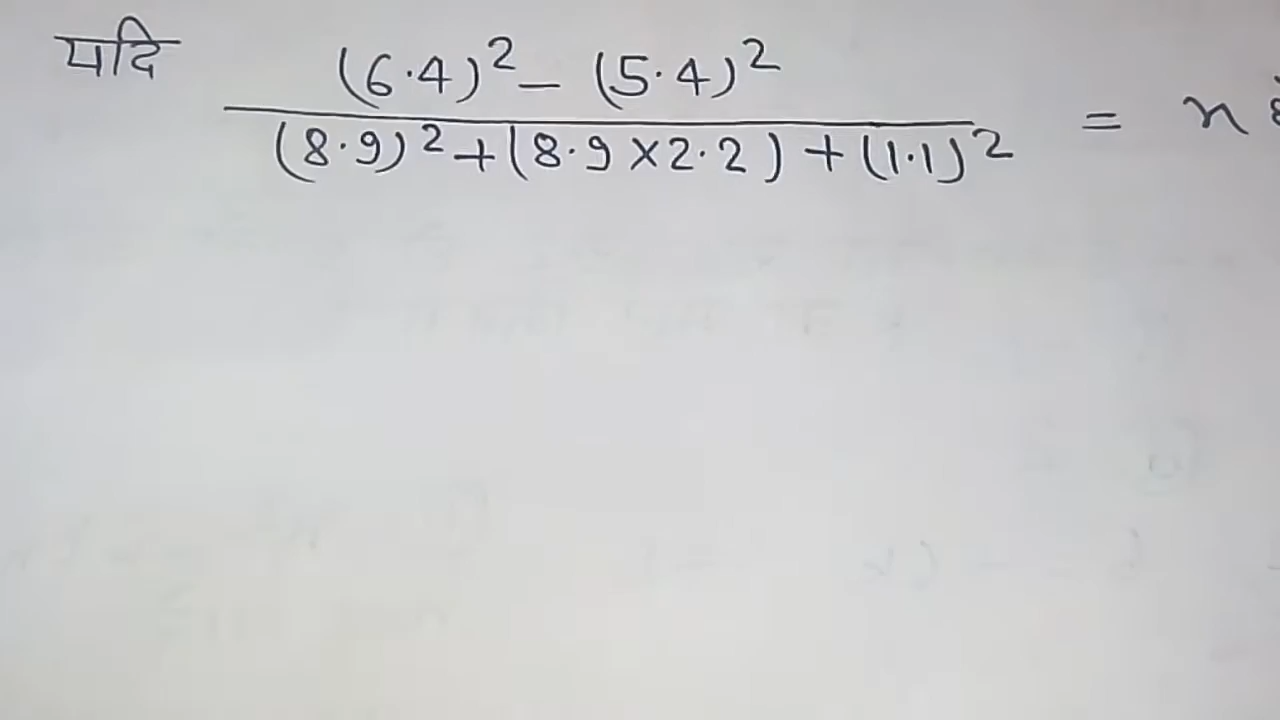 यदि (6.4)² - (5.4)²
(8.9)² + (8.9 × 2.2) + (1.1)² = n